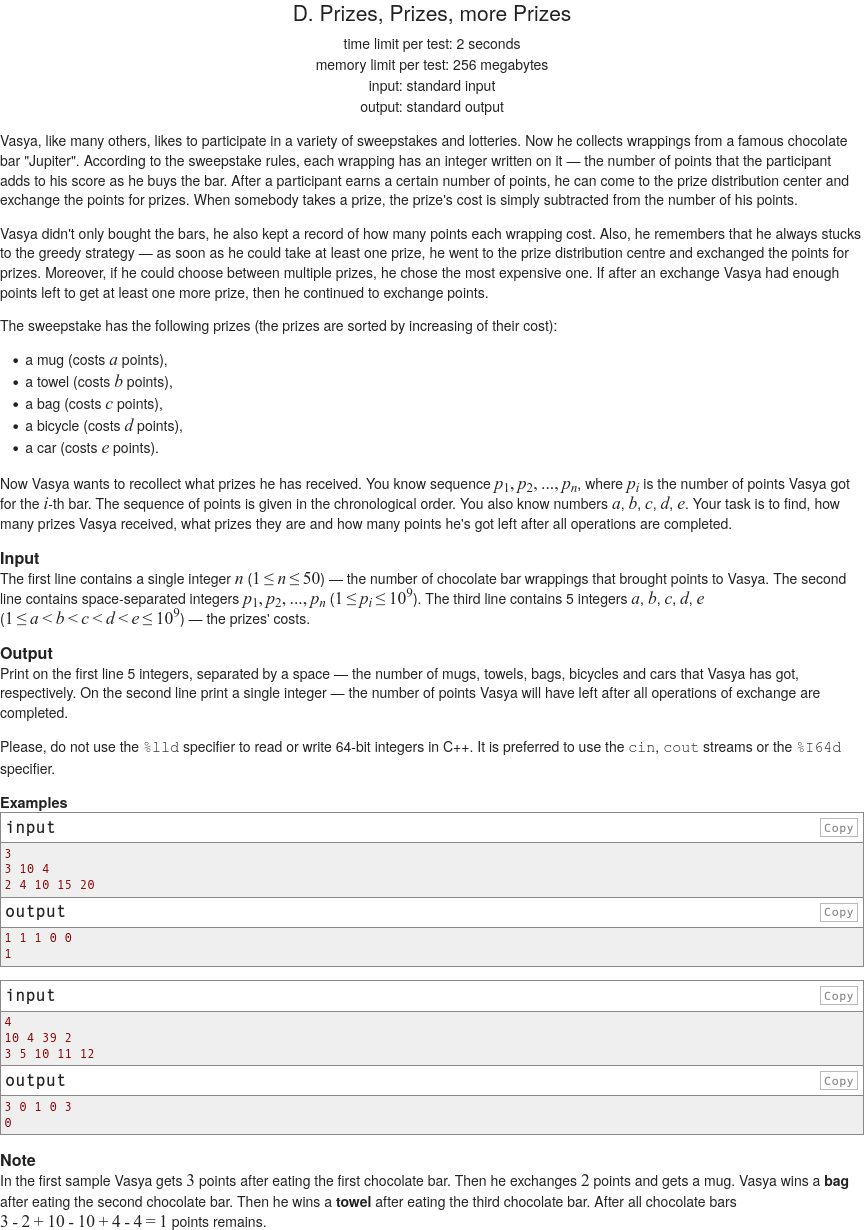 D. Prizes, Prizes, more Prizes
time limit per test: 2 seconds
memory limit per test: 256 megabytes
input: standard input
output: standard output
Vasya, like many others, likes to participate in a variety of sweepstakes and lotteries. Now he collects wrappings from a famous chocolate
bar "Jupiter". According to the sweepstake rules, each wrapping has an integer written on it — the number of points that the participant
adds to his score as he buys the bar. After a participant earns a certain number of points, he can come to the prize distribution center and
exchange the points for prizes. When somebody takes a prize, the prize's cost is simply subtracted from the number of his points.
Vasya didn't only bought the bars, he also kept a record of how many points each wrapping cost. Also, he remembers that he always stucks
to the greedy strategy — as soon as he could take at least one prize, he went to the prize distribution centre and exchanged the points for
prizes. Moreover, if he could choose between multiple prizes, he chose the most expensive one. If after an exchange Vasya had enough
points left to get at least one more prize, then he continued to exchange points.
The sweepstake has the following prizes (the prizes are sorted by increasing of their cost):
• a mug (costs a points),
• a towel (costs b points),
• a bag (costs c points),
• a bicycle (costs d points),
• a car (costs e points).
Now Vasya wants to recollect what prizes he has received. You know sequence p1, p2, ..., pn, where pi is the number of points Vasya got
for the i-th bar. The sequence of points is given in the chronological order. You also know numbers a, b, c, d, e. Your task is to find, how
many prizes Vasya received, what prizes they are and how many points he's got left after all operations are completed.
Input
The first line contains a single integer n (1 ≤ n ≤ 50) — the number of chocolate bar wrappings that brought points to Vasya. The second
line contains space-separated integers p1, p2, ..., pn (1 ≤ pi ≤ 10^9). The third line contains 5 integers a, b, c, d, e
(1 ≤ a < b < c < d < e ≤ 10^9) — the prizes' costs.
Output
Print on the first line 5 integers, separated by a space — the number of mugs, towels, bags, bicycles and cars that Vasya has got,
respectively. On the second line print a single integer — the number of points Vasya will have left after all operations of exchange are
completed.
Please, do not use the %lld specifier to read or write 64-bit integers in C++. It is preferred to use the cin, cout streams or the %I64d
specifier.
Examples
input Copy
3
3 10 4
2 4 10 15 20
output Copy
1 1 1 0 0
1
input Copy
4
10 4 39 2
3 5 10 11 12
output Copy
3 0 1 0 3
0
Note
In the first sample Vasya gets 3 points after eating the first chocolate bar. Then he exchanges 2 points and gets a mug. Vasya wins a bag
after eating the second chocolate bar. Then he wins a towel after eating the third chocolate bar. After all chocolate bars
3 - 2 + 10 - 10 + 4 - 4 = 1 points remains.